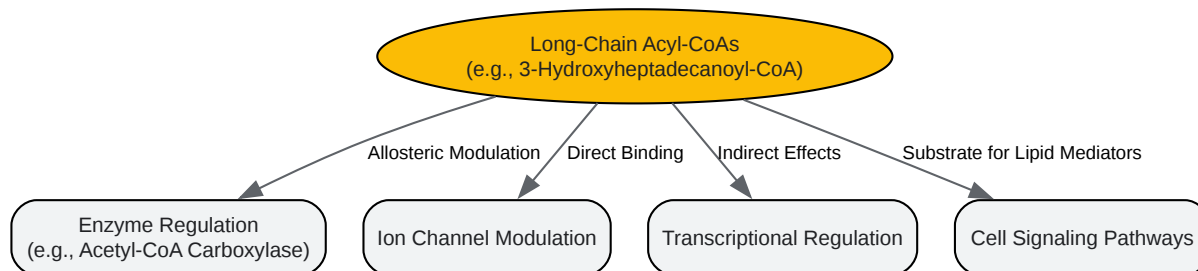 Long-Chain Acyl-CoAs
(e.g., 3-Hydroxyheptadecanoyl-CoA)
Allosteric Modulation
Direct Binding
Indirect Effects
Substrate for Lipid Mediators
Enzyme Regulation
(e.g., Acetyl-CoA Carboxylase)
Ion Channel Modulation
Transcriptional Regulation
Cell Signaling Pathways